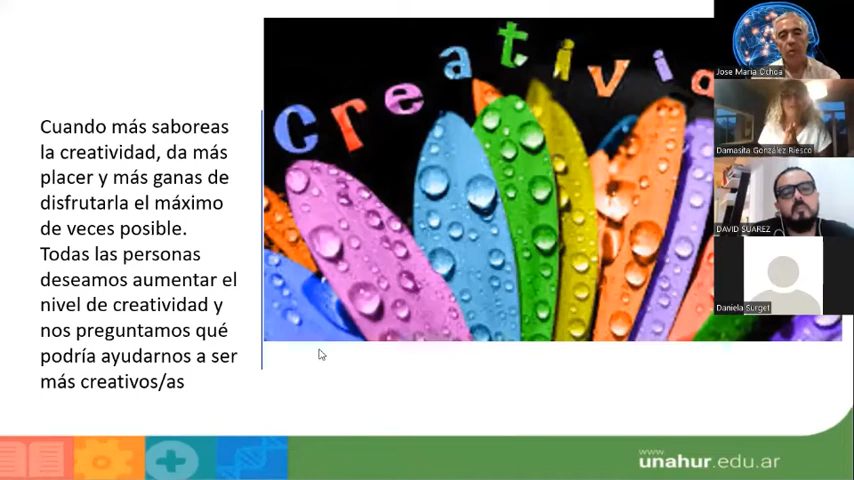 Cuando más saboreas
la creatividad, da más
placer y más ganas de
disfrutarla el máximo
de veces posible.
Todas las personas
deseamos aumentar el
nivel de creatividad y
nos preguntamos qué
podría ayudarnos a ser
más creativos/as
creativid
Jose Maria Ochoa
Damasita González Riesco
DAVID SUAREZ
Daniela Surget
www
unahur.edu.ar